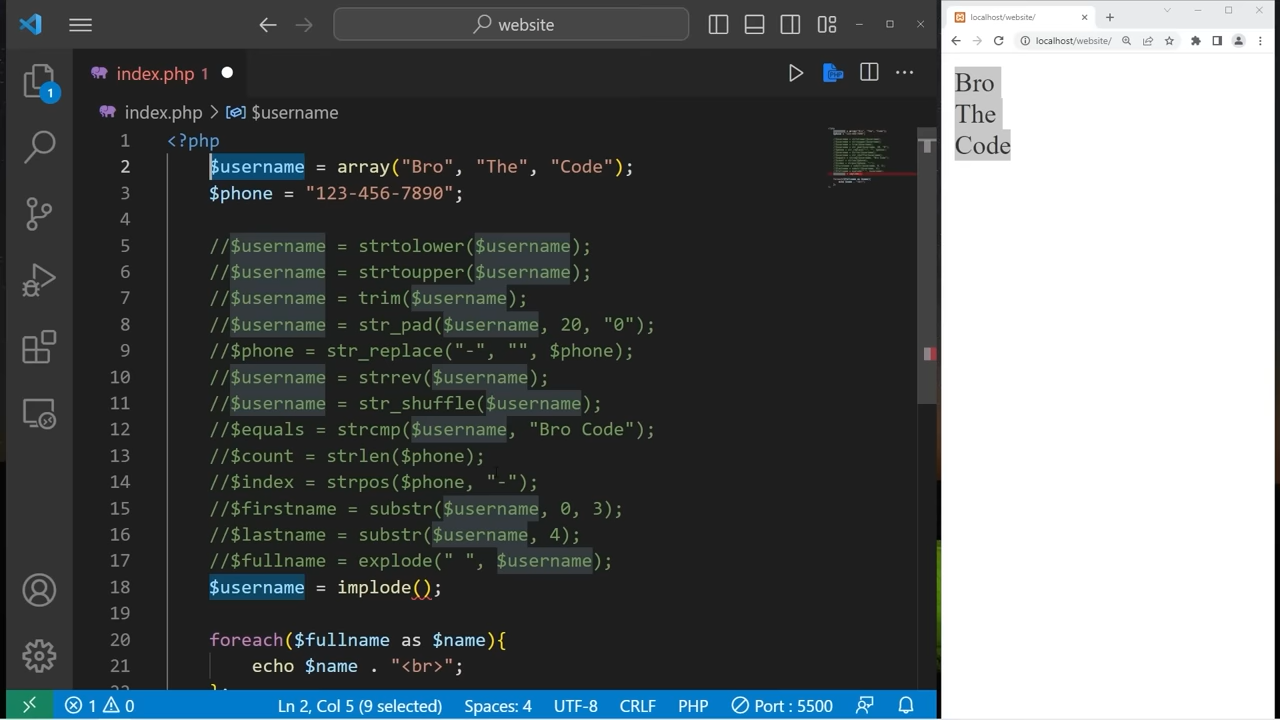 website
localhost/website/
index.php 1
localhost/website/
index.php > $username
1 <?php
2 $username = array("Bro", "The", "Code");
3 $phone = "123-456-7890";
4
5 //$username = strtolower($username);
6 //$username = strtoupper($username);
7 //$username = trim($username);
8 //$username = str_pad($username, 20, "0");
9 //$phone = str_replace("-", "", $phone);
10 //$username = strrev($username);
11 //$username = str_shuffle($username);
12 //$equals = strcmp($username, "Bro Code");
13 //$count = strlen($phone);
14 //$index = strpos($phone, "-");
15 //$firstname = substr($username, 0, 3);
16 //$lastname = substr($username, 4);
17 //$fullname = explode(" ", $username);
18 $username = implode();
19
20 foreach($fullname as $name){
21 echo $name . "<br>";
1
Bro
The
Code
1 0 Ln 2, Col 5 (9 selected) Spaces: 4 UTF-8 CRLF PHP Port : 5500